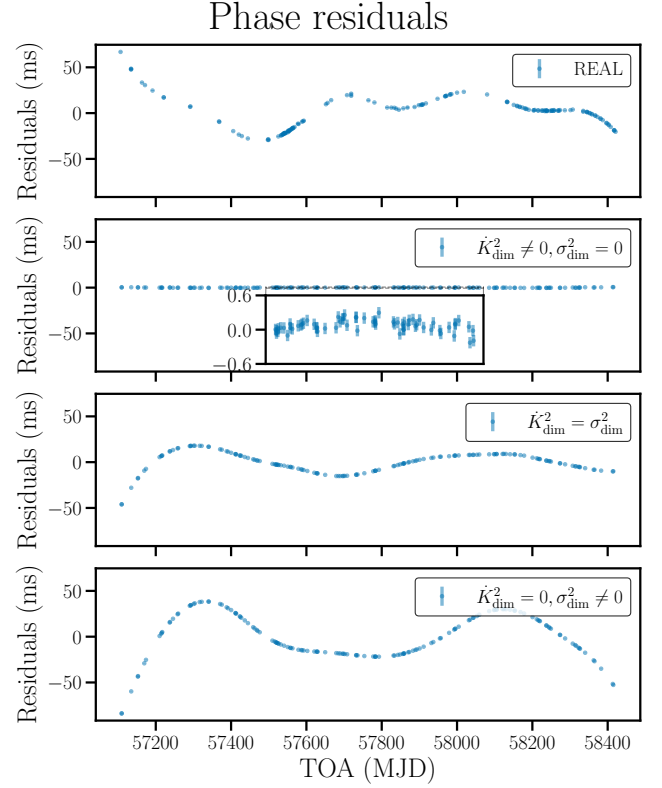 Phase residuals
Residuals (ms)
50
0
−50
REAL
Residuals (ms)
50
0
−50
K̇²dim ≠ 0, σ²dim = 0
0.6
0.0
−0.6
Residuals (ms)
50
0
−50
K̇²dim = σ²dim
Residuals (ms)
50
0
−50
K̇²dim = 0, σ²dim ≠ 0
57200 57400 57600 57800 58000 58200 58400
TOA (MJD)